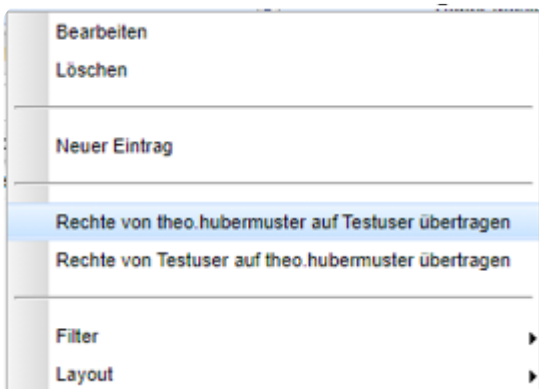 Bearbeiten
Löschen
Neuer Eintrag
Rechte von theo.hubermuster auf Testuser übertragen
Rechte von Testuser auf theo.hubermuster übertragen
Filter
Layout